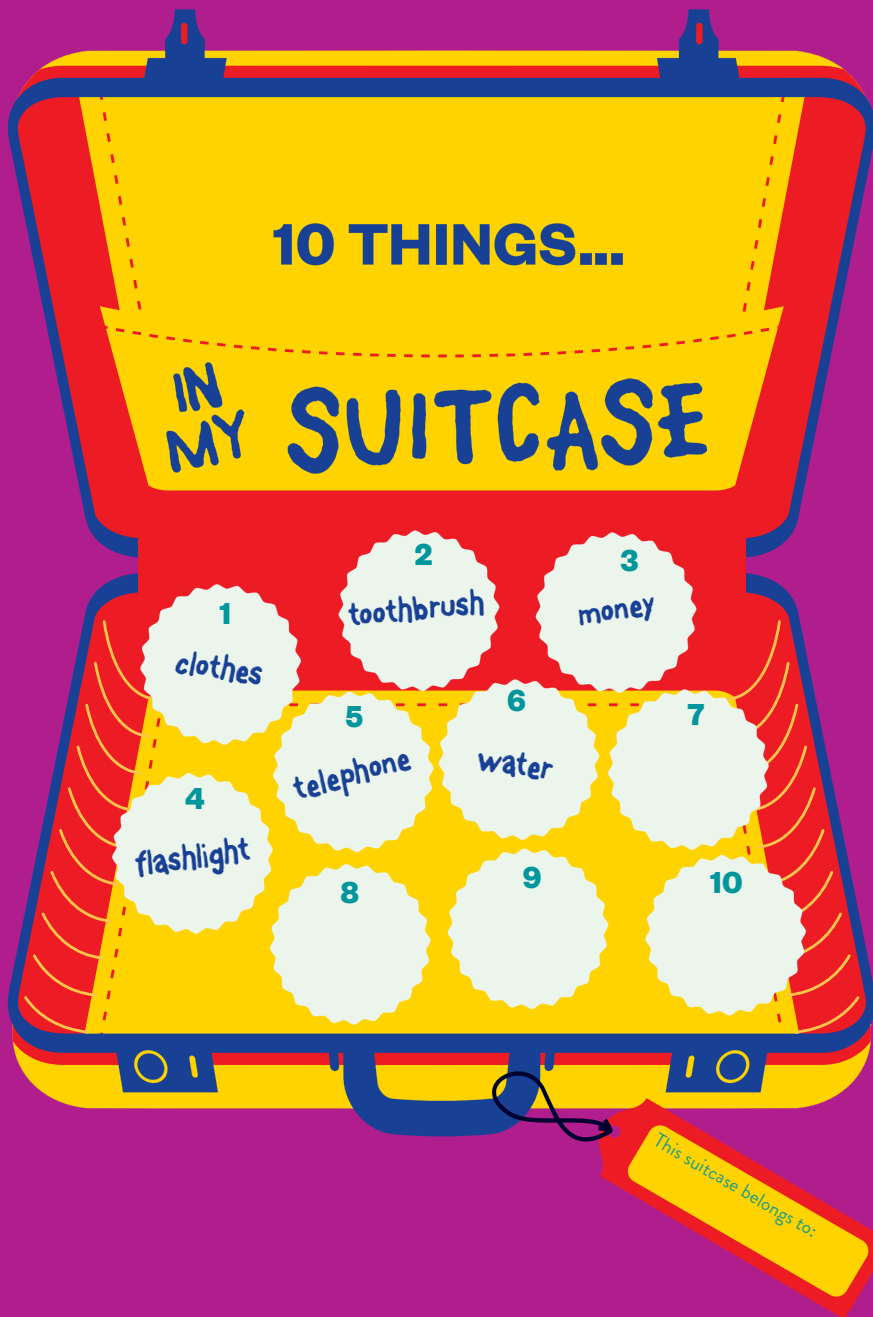 10 THINGS...
IN
MY
SUITCASE
1
clothes
2
toothbrush
3
money
4
flashlight
5
telephone
6
water
7
8
9
10
This suitcase belongs to: